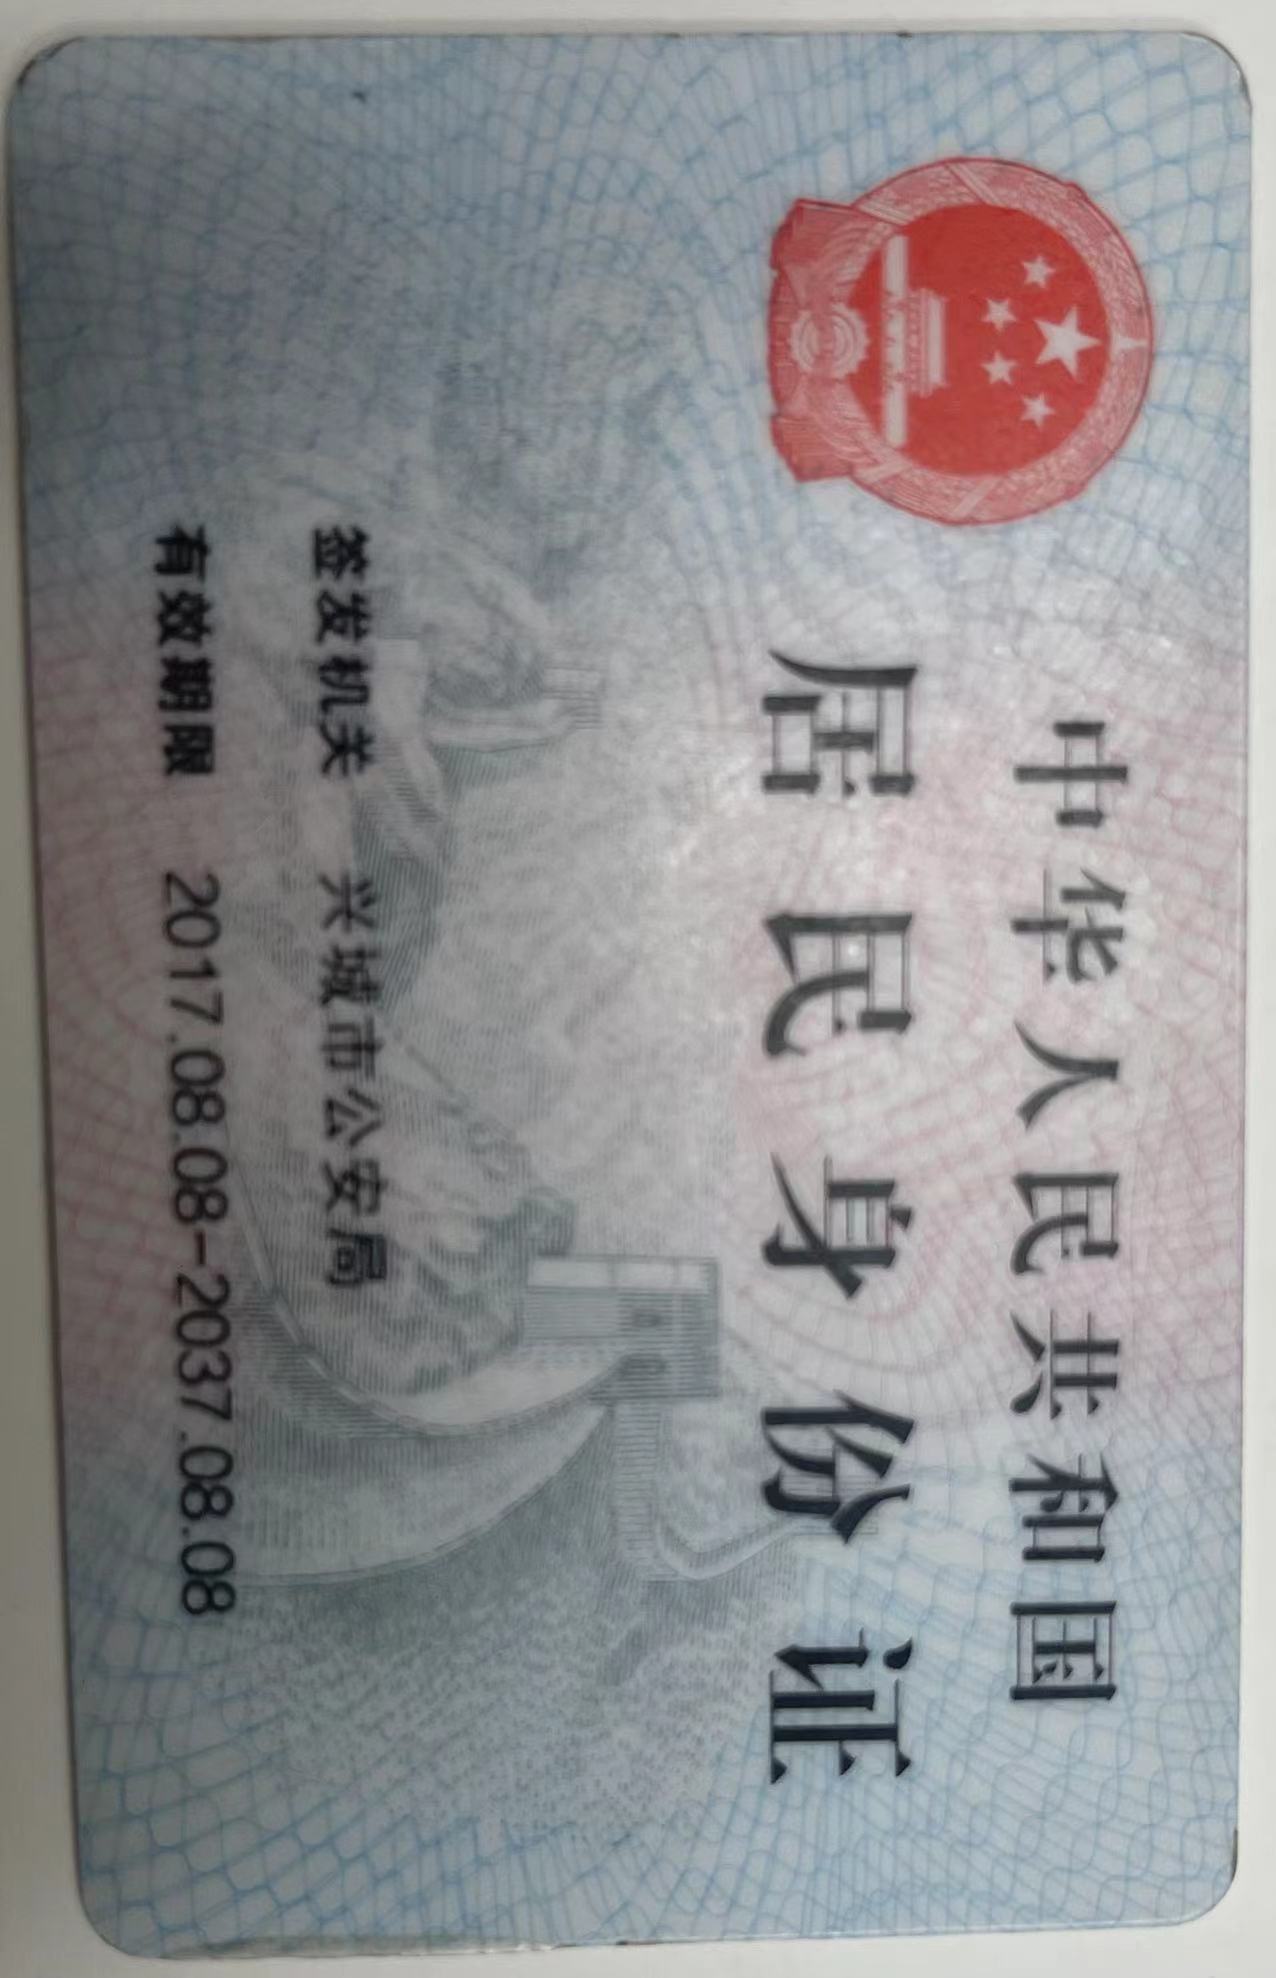 中华人民共和国
居民身份证
签发机关 兴城市公安局
有效期限 2017.08.08-2037.08.08